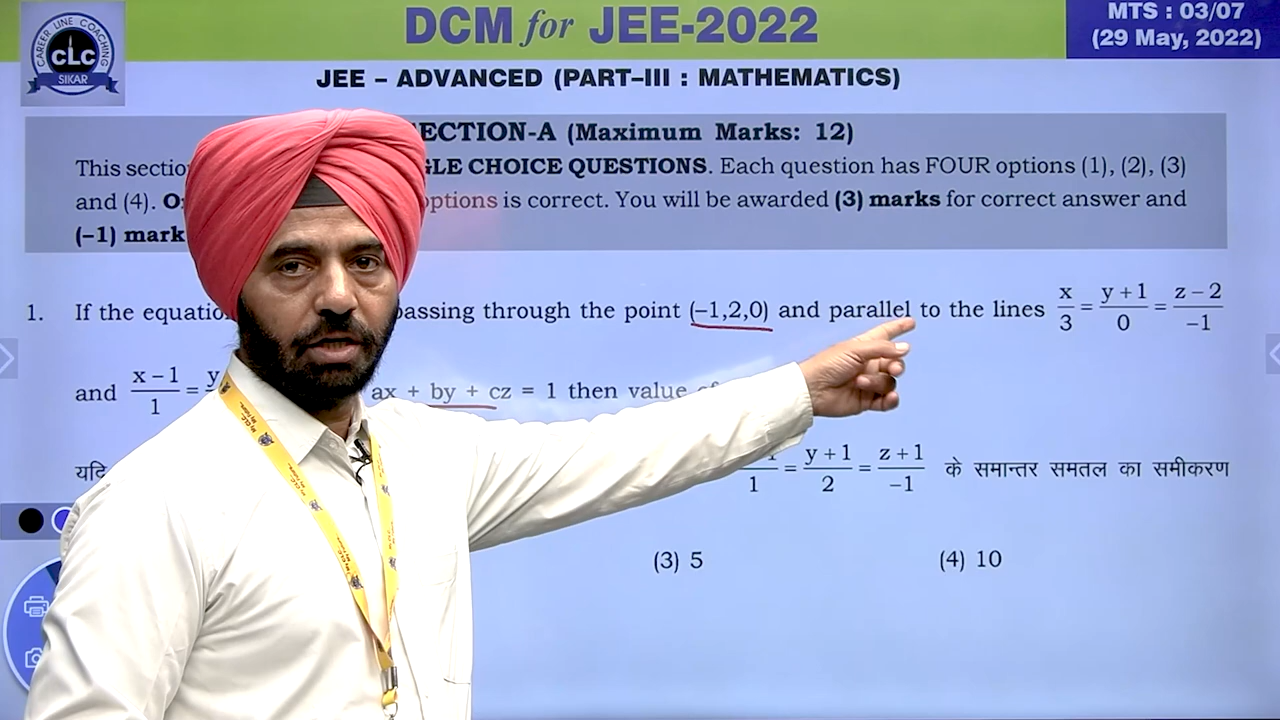 DCM for JEE-2022
MTS : 03/07
(29 May, 2022)
CAREER LINE COACHING
CLC
SIKAR
JEE – ADVANCED (PART–III : MATHEMATICS)
SECTION-A (Maximum Marks: 12)
This GLE CHOICE QUESTIONS. Each question has FOUR options (1), (2), (3)
and (4). options is correct. You will be awarded (3) marks for correct answer and
(–1) mark
1. If the passing through the point (–1,2,0) and parallel to the lines x/3 = y+1/0 = z–2/–1
and x–1/1 = y ax + by + cz = 1 then value
यदि 1 = y+1/2 = z+1/–1 के समान्तर समतल का समीकरण
(3) 5 (4) 10